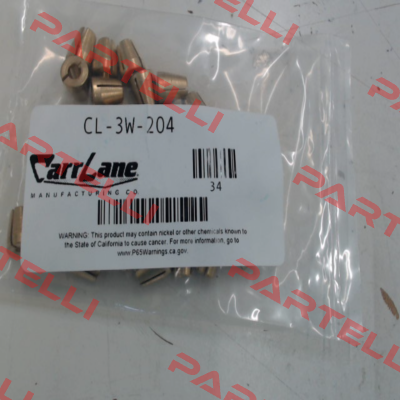 CL-3W-204
CarrLane
MANUFACTURING CO.
34
WARNING: This product may contain nickel or other chemicals known to
the State of California to cause cancer. For more information, go to
www.P65Warnings.ca.gov.
PARTELLI
PARTELLI
PARTELLI
PARTELLI